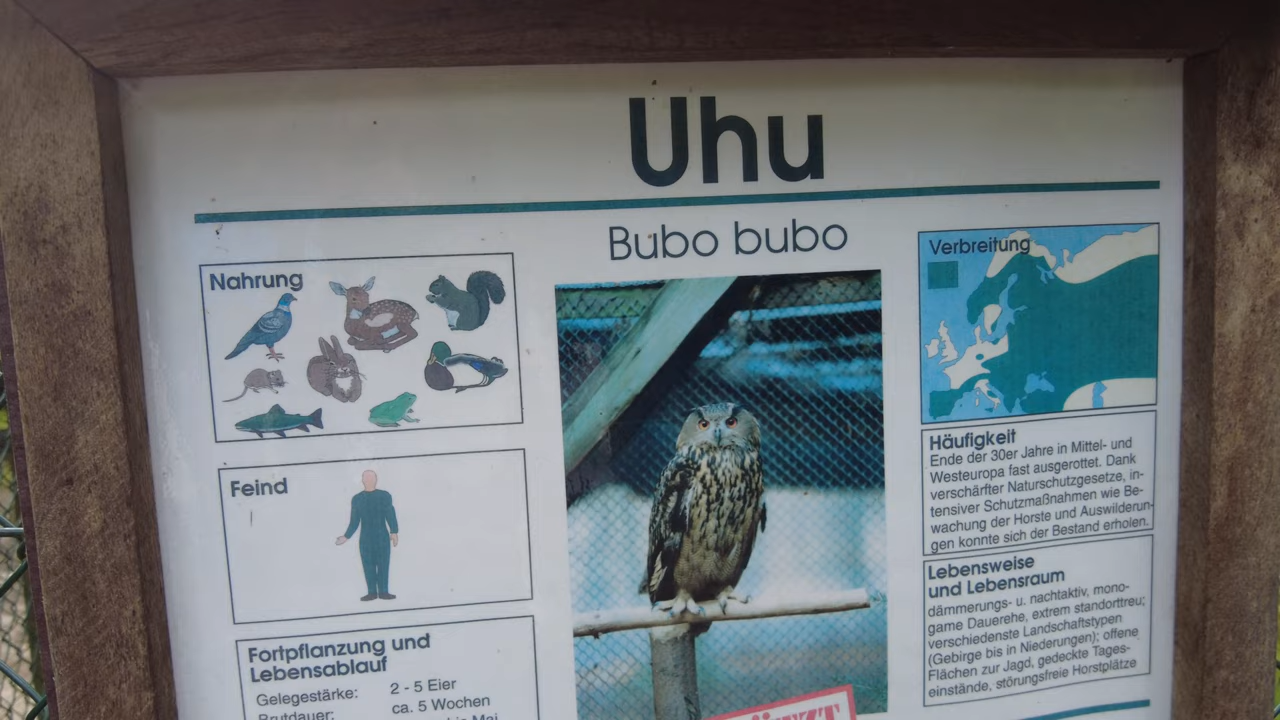 Uhu
Bubo bubo
Nahrung
Feind
Fortpflanzung und
Lebensablauf
Gelegestärke: 2 - 5 Eier
Brutdauer: ca. 5 Wochen
bis Mai
Verbreitung
Häufigkeit
Ende der 30er Jahre in Mittel- und
Westeuropa fast ausgerottet. Dank
verschärfter Naturschutzgesetze, in-
tensiver Schutzmaßnahmen wie Be-
wachung der Horste und Auswilderun-
gen konnte sich der Bestand erholen.
Lebensweise
und Lebensraum
dämmerungs- u. nachtaktiv, mono-
game Dauerehe, extrem standorttreu;
verschiedenste Landschaftstypen
(Gebirge bis in Niederungen); offene
Flächen zur Jagd, gedeckte Tages-
einstände, störungsfreie Horstplätze